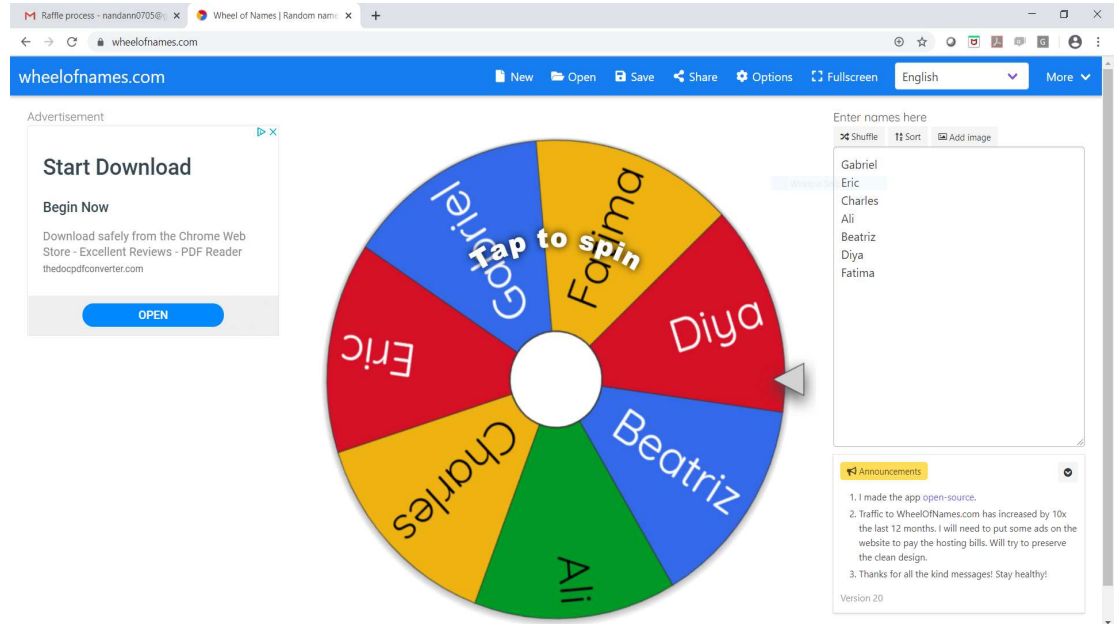 Raffle process - nandann0705@g
Wheel of Names | Random name
wheelofnames.com
wheelofnames.com
New
Open
Save
Share
Options
Fullscreen
English
More
Advertisement
Start Download
Begin Now
Download safely from the Chrome Web
Store - Excellent Reviews - PDF Reader
thedocpdfconverter.com
OPEN
Tap to spin
Gabriel
Fatima
Diya
Beatriz
Ali
Charles
Eric
Enter names here
Shuffle
Sort
Add image
Gabriel
Eric
Charles
Ali
Beatriz
Diya
Fatima
Announcements
1. I made the app open-source.
2. Traffic to WheelOfNames.com has increased by 10x
the last 12 months. I will need to put some ads on the
website to pay the hosting bills. Will try to preserve
the clean design.
3. Thanks for all the kind messages! Stay healthy!
Version 20